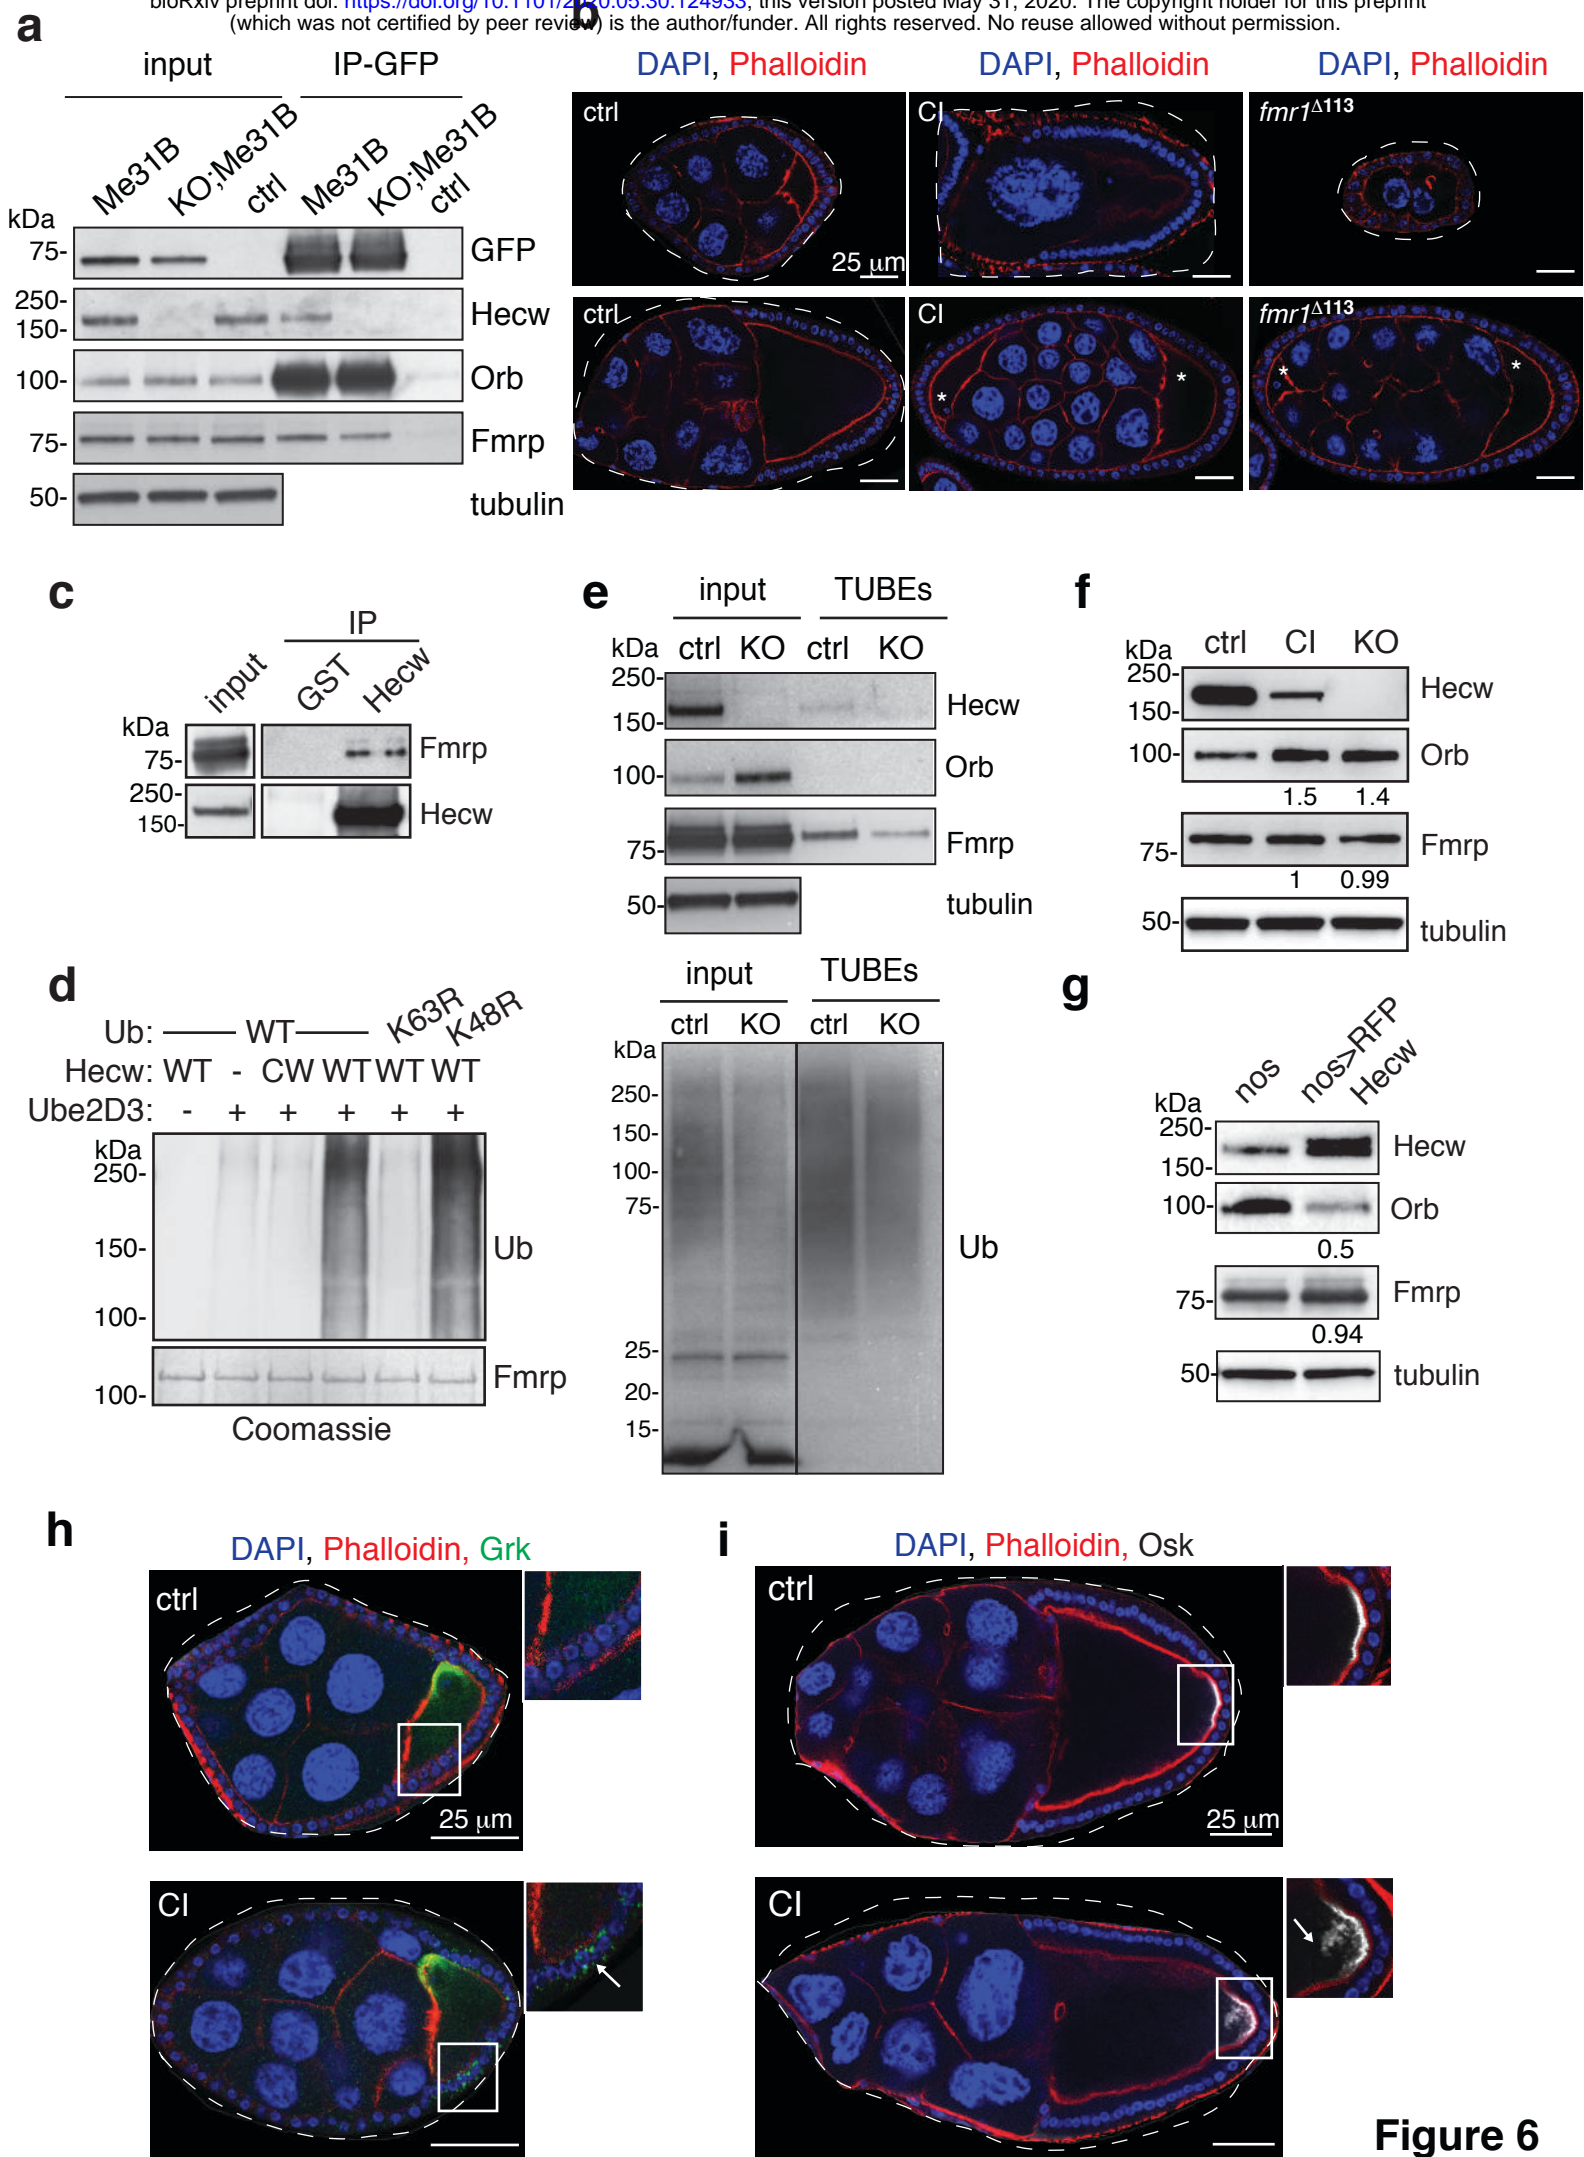 bioRxiv preprint doi: https://doi.org/10.1101/2020.05.30.124933; this version posted May 31, 2020. The copyright holder for this preprint
(which was not certified by peer review) is the author/funder. All rights reserved. No reuse allowed without permission.
a
input IP-GFP
Me31B KO;Me31B ctrl Me31B KO;Me31B ctrl
kDa
75- GFP
250-
150- Hecw
100- Orb
75- Fmrp
50- tubulin
b
DAPI, Phalloidin DAPI, Phalloidin DAPI, Phalloidin
ctrl CI fmr1Δ113
25 μm
ctrl CI fmr1Δ113
* * * *
c
IP
input GST Hecw
kDa
75- Fmrp
250-
150- Hecw
e
input TUBEs
kDa ctrl KO ctrl KO
250-
150- Hecw
100- Orb
75- Fmrp
50- tubulin
input TUBEs
ctrl KO ctrl KO
kDa
250-
150-
100-
75-
Ub
25-
20-
15-
f
kDa ctrl CI KO
250-
150- Hecw
100- Orb
1.5 1.4
75- Fmrp
1 0.99
50- tubulin
d
Ub: WT K63R K48R
Hecw: WT - CW WT WT WT
Ube2D3: - + + + + +
kDa
250-
150- Ub
100-
100- Fmrp
Coomassie
g
nos nos>RFP Hecw
kDa
250-
150- Hecw
100- Orb
0.5
75- Fmrp
0.94
50- tubulin
h
DAPI, Phalloidin, Grk
ctrl
25 μm
CI
i
DAPI, Phalloidin, Osk
ctrl
25 μm
CI
Figure 6